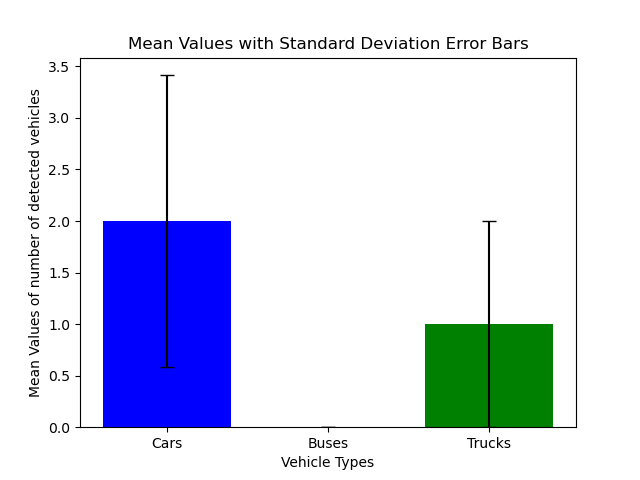 Mean Values with Standard Deviation Error Bars
Mean Values of number of detected vehicles
3.5
3.0
2.5
2.0
1.5
1.0
0.5
0.0
Cars
Buses
Trucks
Vehicle Types